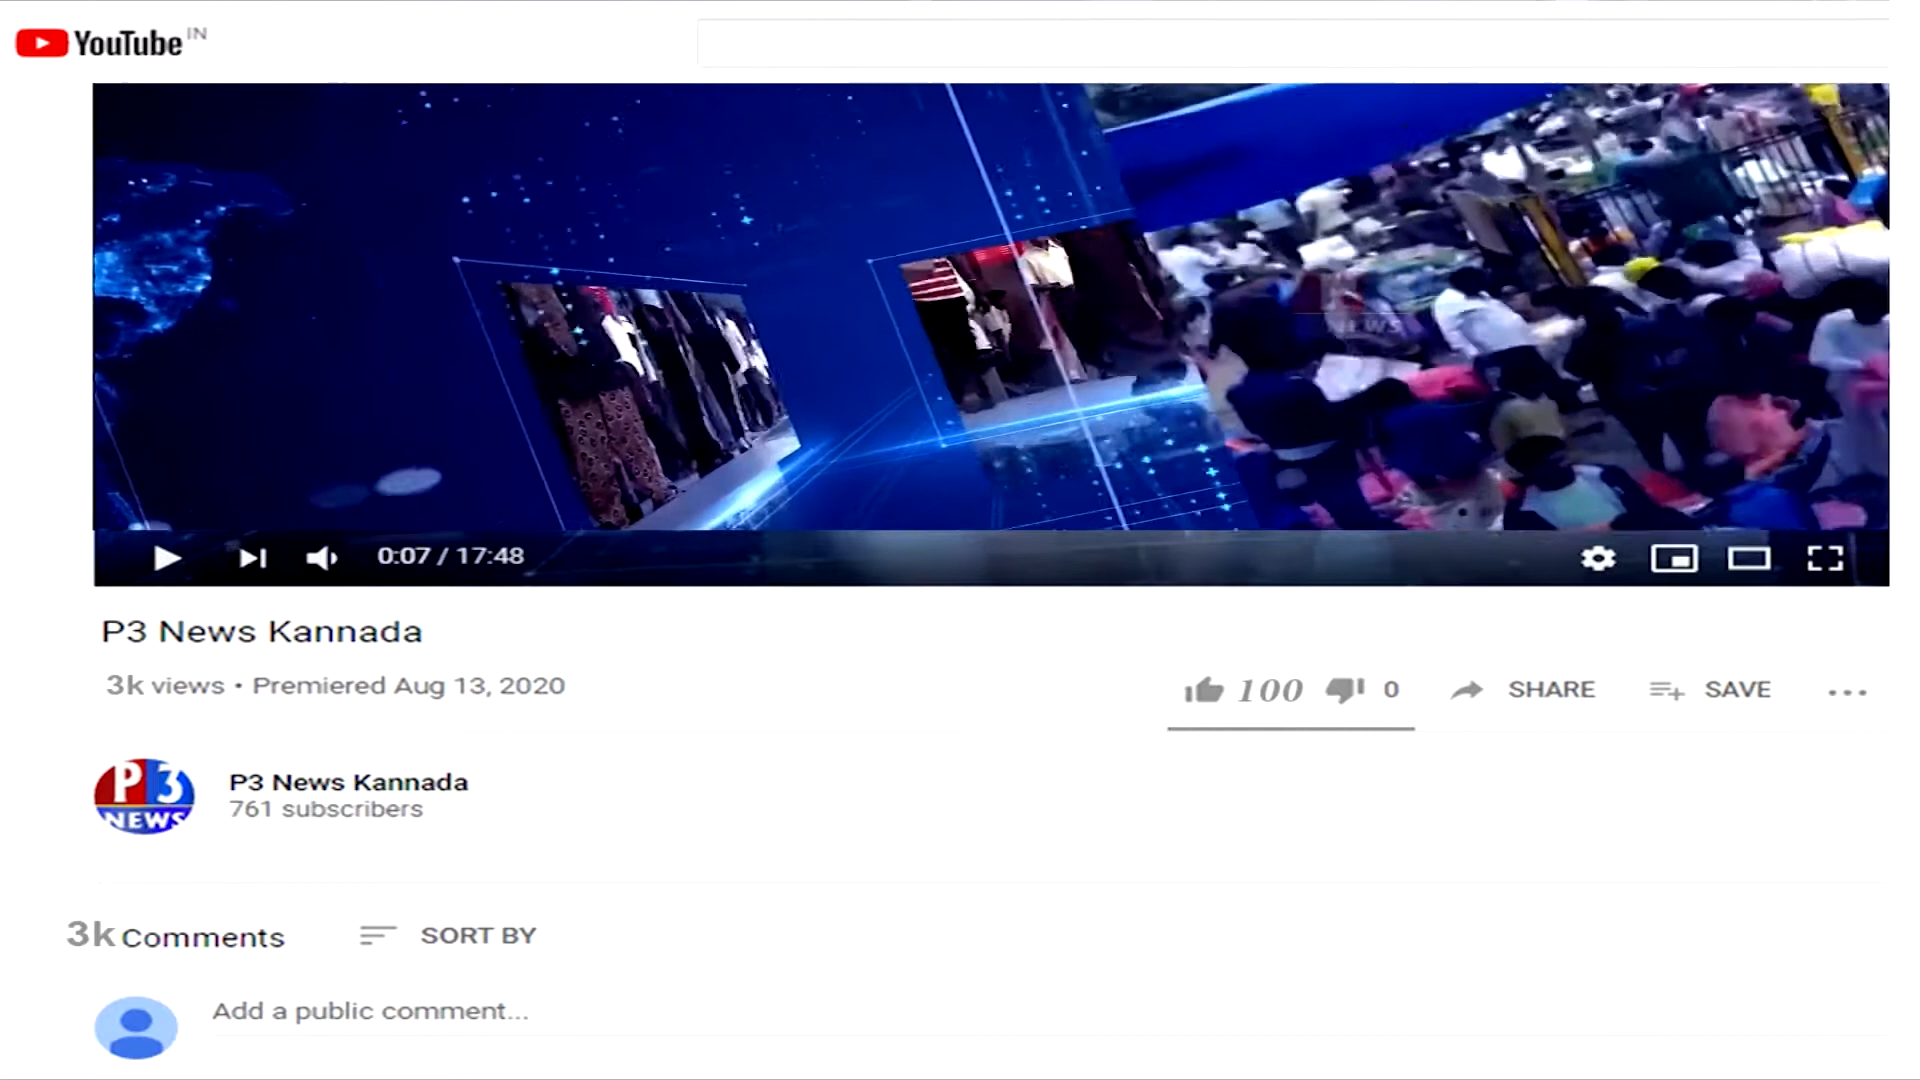 YouTube IN
NEWS
0:07 / 17:48
P3 News Kannada
3k views • Premiered Aug 13, 2020
100 0 SHARE SAVE
P3 NEWS
P3 News Kannada
761 subscribers
3k Comments SORT BY
Add a public comment...